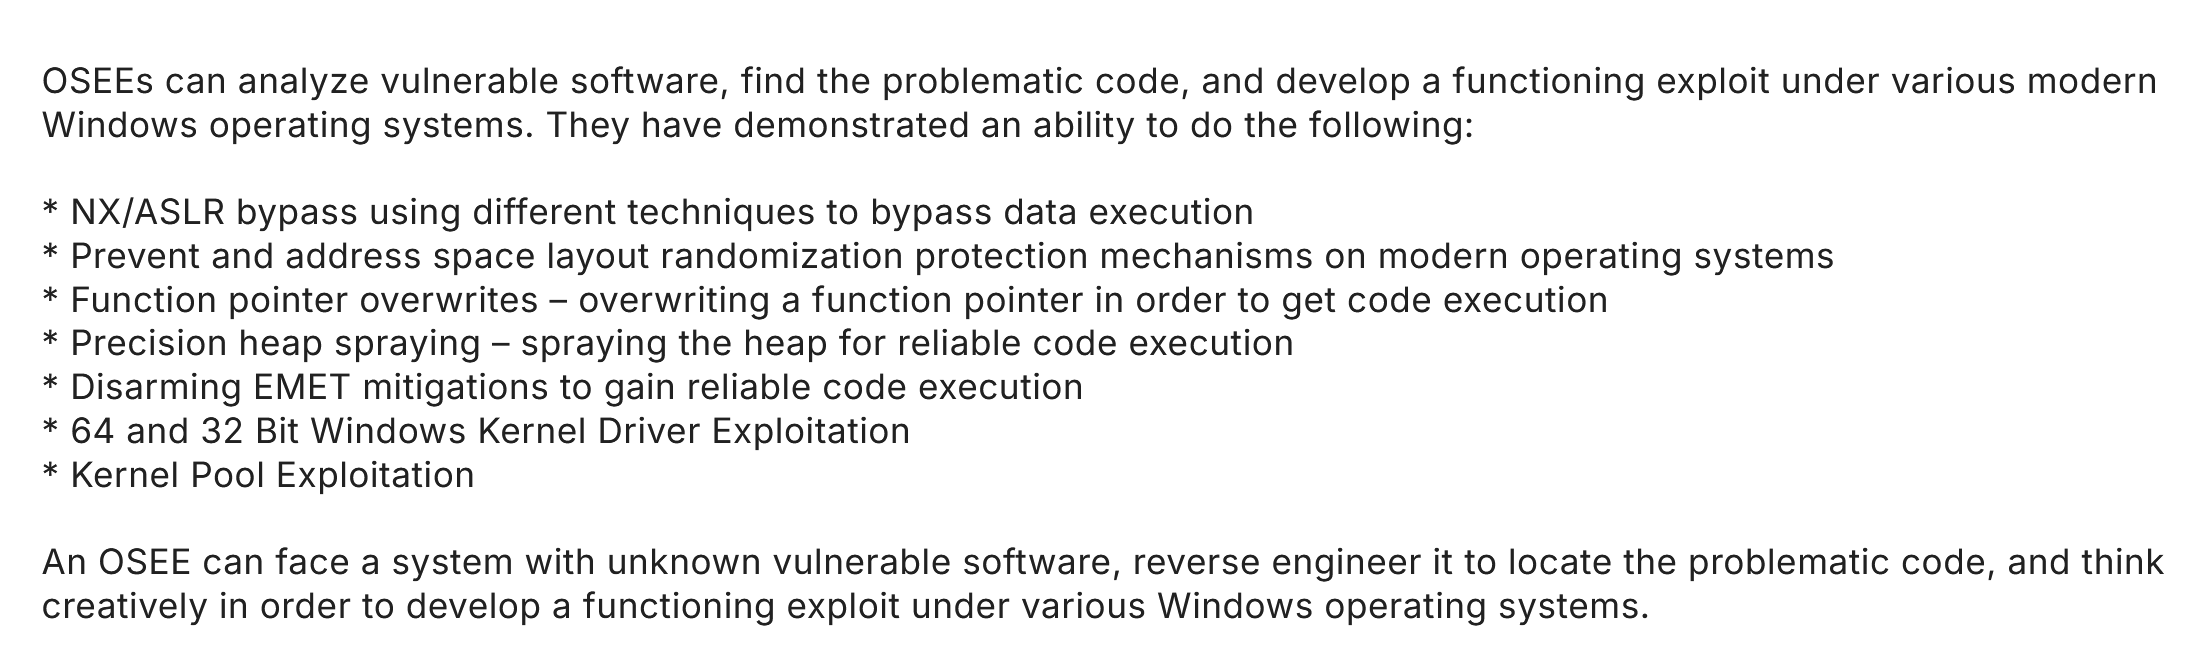 OSEEs can analyze vulnerable software, find the problematic code, and develop a functioning exploit under various modern
Windows operating systems. They have demonstrated an ability to do the following:
* NX/ASLR bypass using different techniques to bypass data execution
* Prevent and address space layout randomization protection mechanisms on modern operating systems
* Function pointer overwrites – overwriting a function pointer in order to get code execution
* Precision heap spraying – spraying the heap for reliable code execution
* Disarming EMET mitigations to gain reliable code execution
* 64 and 32 Bit Windows Kernel Driver Exploitation
* Kernel Pool Exploitation
An OSEE can face a system with unknown vulnerable software, reverse engineer it to locate the problematic code, and think
creatively in order to develop a functioning exploit under various Windows operating systems.